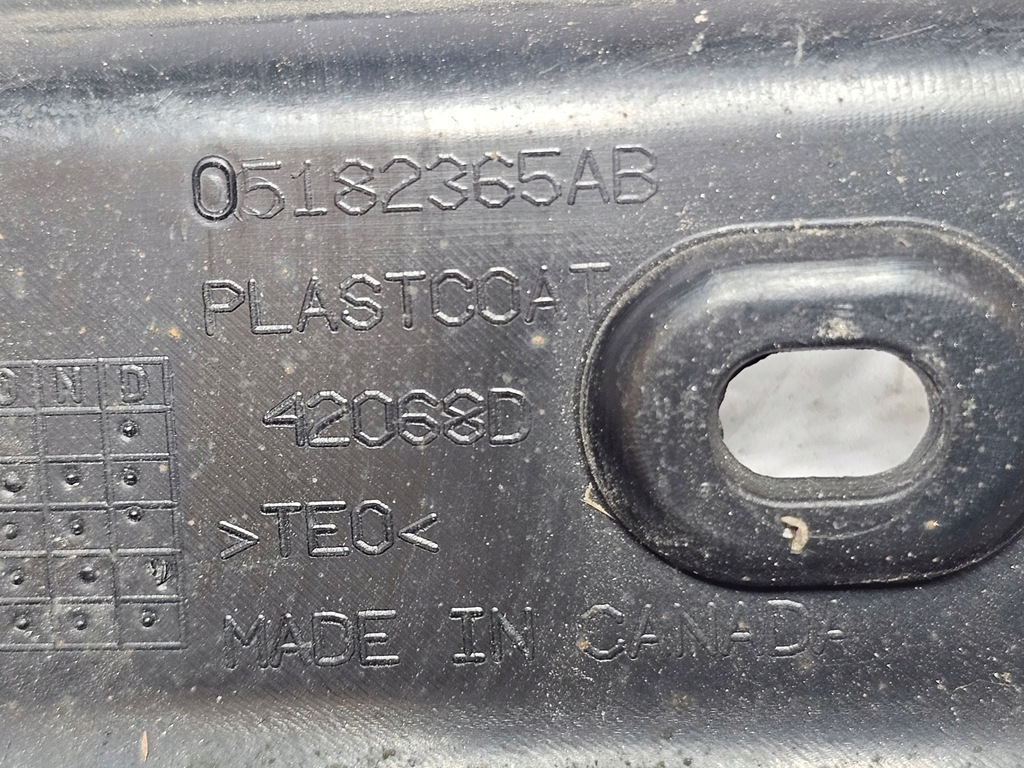 05182365AB
PLASTCOAT
42068D
>TEO<
MADE IN CANADA
O N D